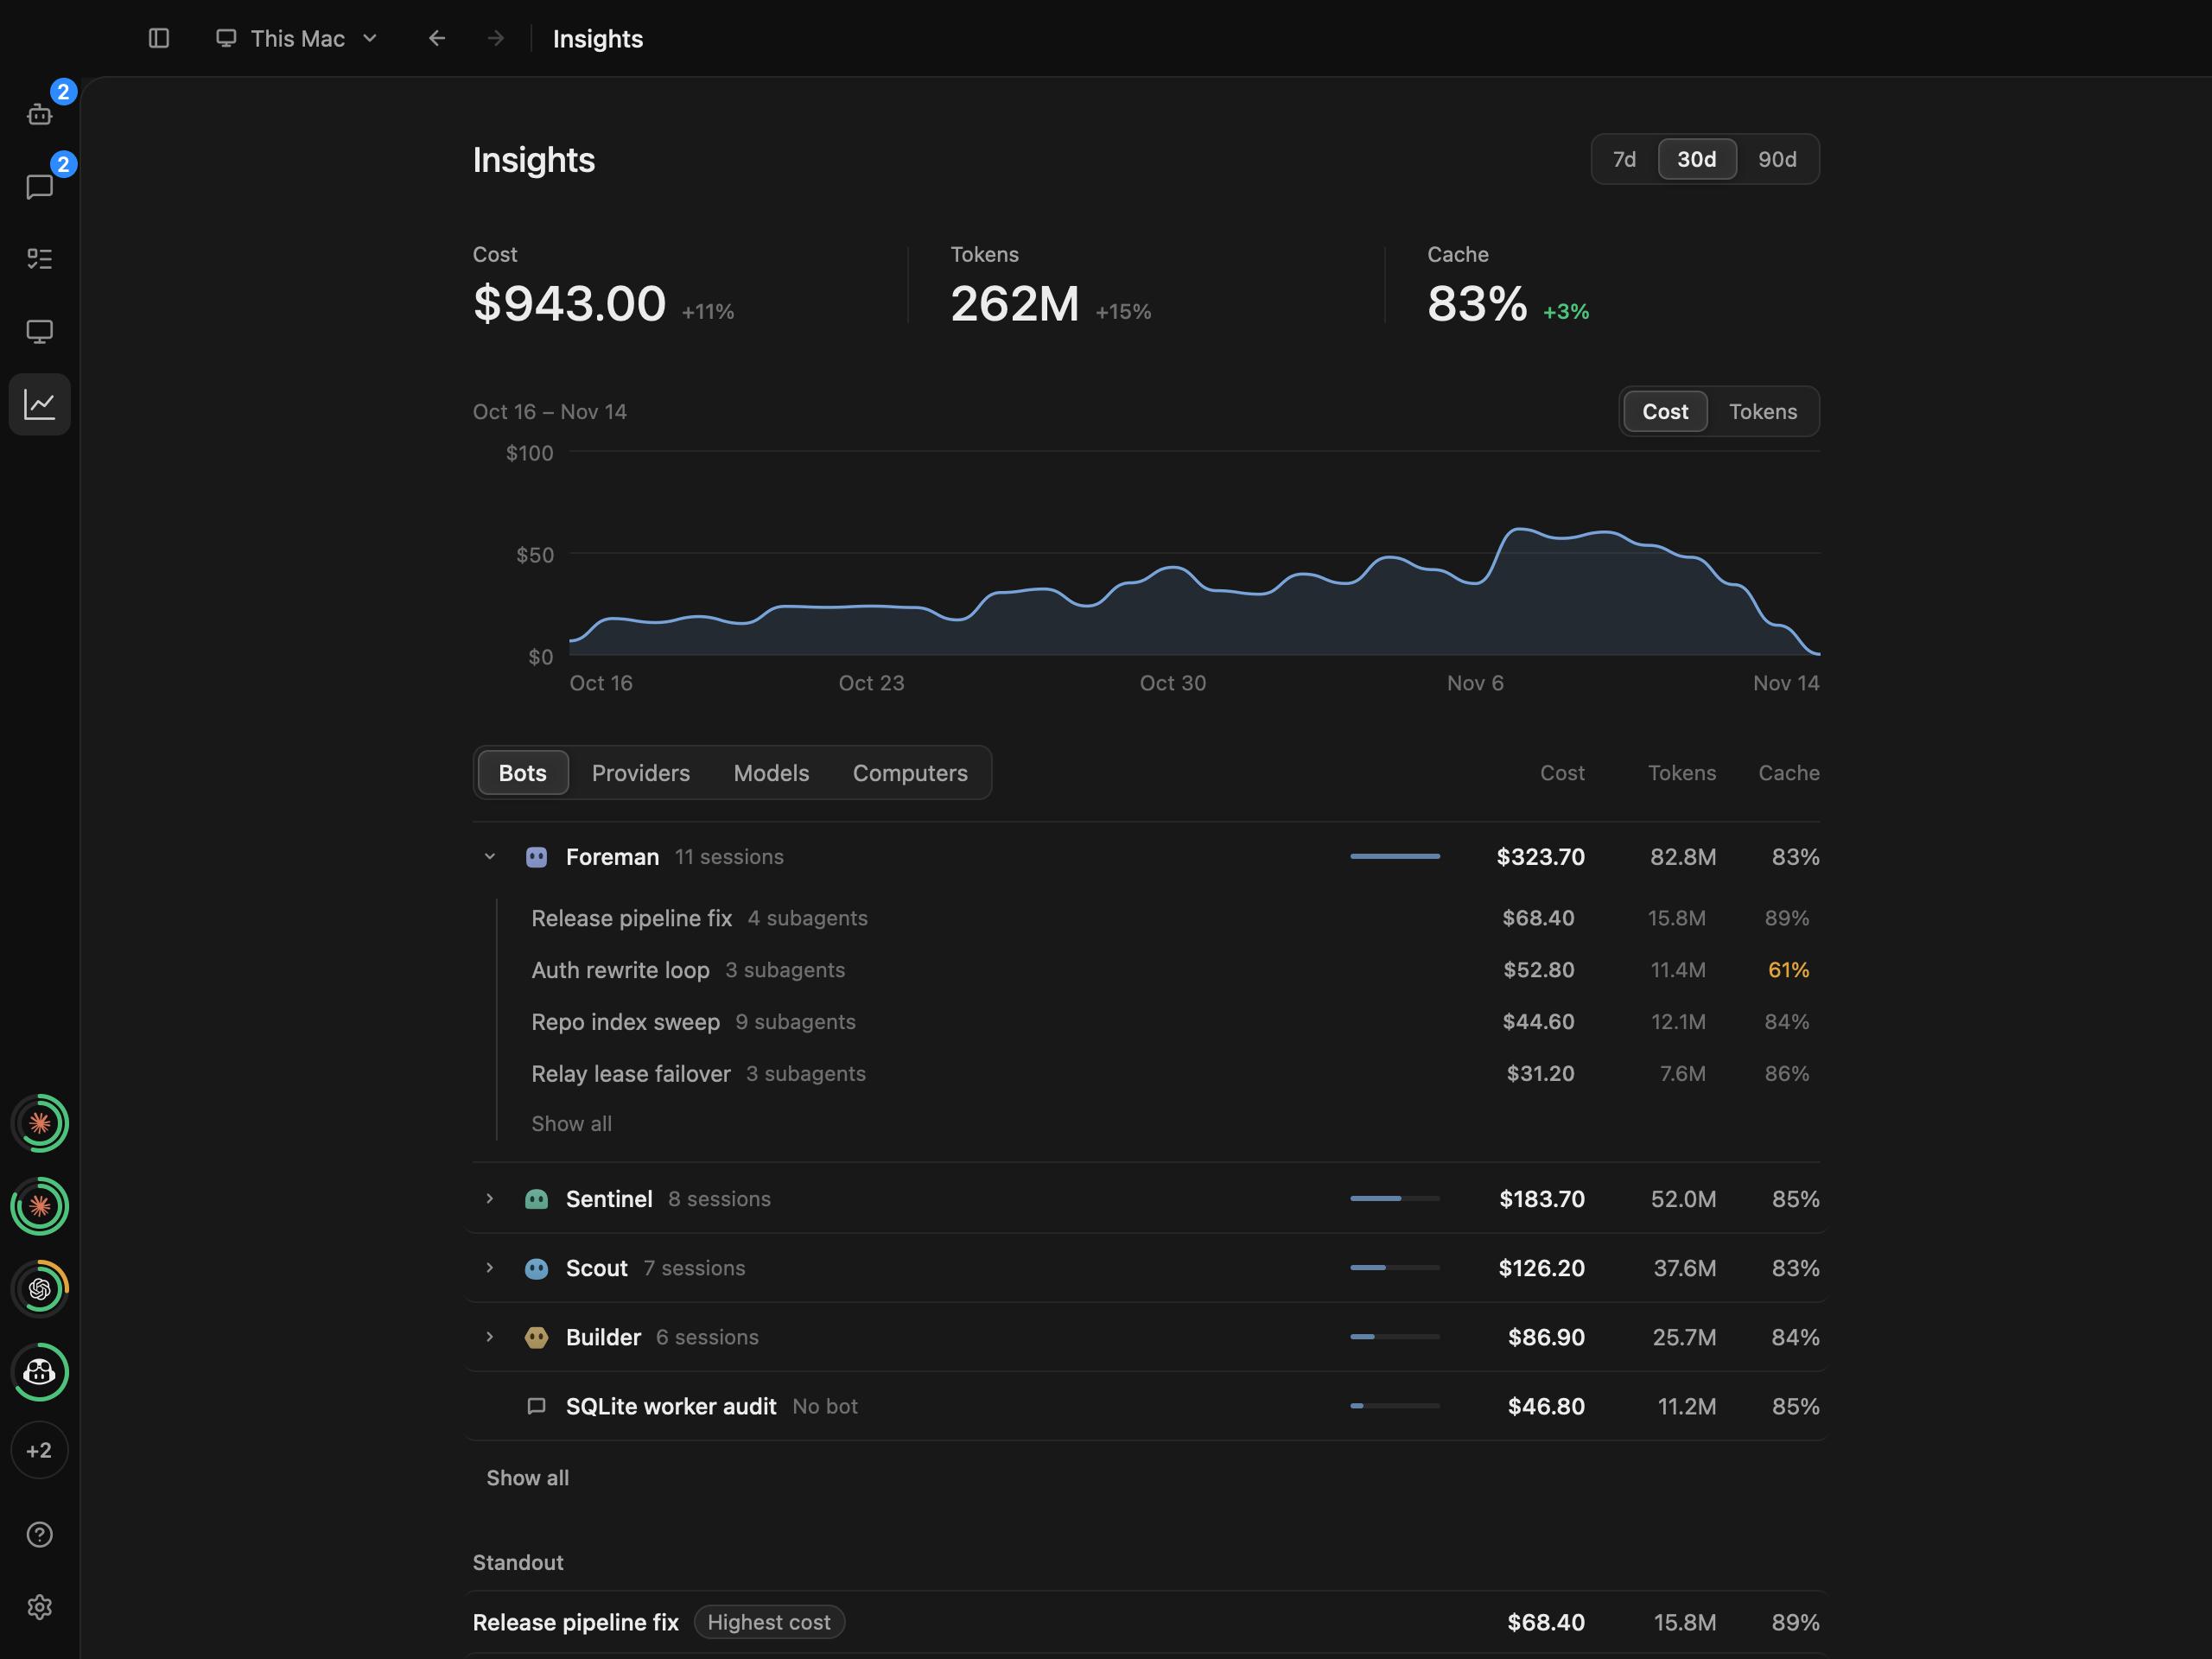 This Mac
Insights
2
2
Insights
7d 30d 90d
Cost
$943.00 +11%
Tokens
262M +15%
Cache
83% +3%
Oct 16 – Nov 14
Cost Tokens
$100
$50
$0
Oct 16 Oct 23 Oct 30 Nov 6 Nov 14
Bots Providers Models Computers Cost Tokens Cache
Foreman 11 sessions $323.70 82.8M 83%
Release pipeline fix 4 subagents $68.40 15.8M 89%
Auth rewrite loop 3 subagents $52.80 11.4M 61%
Repo index sweep 9 subagents $44.60 12.1M 84%
Relay lease failover 3 subagents $31.20 7.6M 86%
Show all
Sentinel 8 sessions $183.70 52.0M 85%
Scout 7 sessions $126.20 37.6M 83%
Builder 6 sessions $86.90 25.7M 84%
SQLite worker audit No bot $46.80 11.2M 85%
+2
Show all
Standout
Release pipeline fix Highest cost $68.40 15.8M 89%